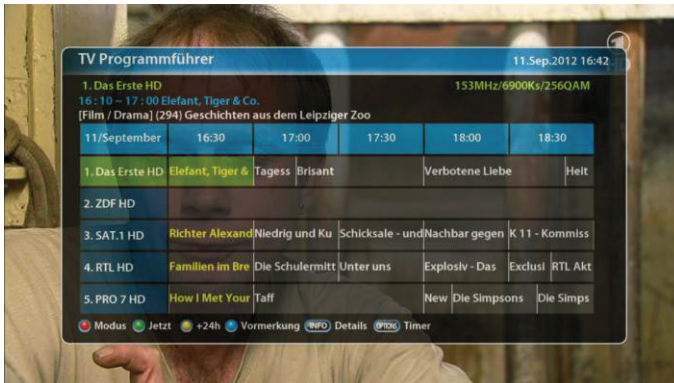 TV Programmführer 11.Sep.2012 16:42
1. Das Erste HD 153MHz/6900Ks/256QAM
16 : 10 ~ 17 : 00 Elefant, Tiger & Co.
[Film / Drama] (294) Geschichten aus dem Leipziger Zoo
11/September 16:30 17:00 17:30 18:00 18:30
1. Das Erste HD Elefant, Tiger & Tagess Brisant Verbotene Liebe Heit
2. ZDF HD
3. SAT.1 HD Richter Alexand Niedrig und Ku Schicksale - und Nachbar gegen K 11 - Kommiss
4. RTL HD Familien im Bre Die Schulermitt Unter uns Explosiv - Das Exclusi RTL Akt
5. PRO 7 HD How I Met Your Taff New Die Simpsons Die Simps
Modus Jetzt +24h Vormerkung INFO Details OPTIONS Timer